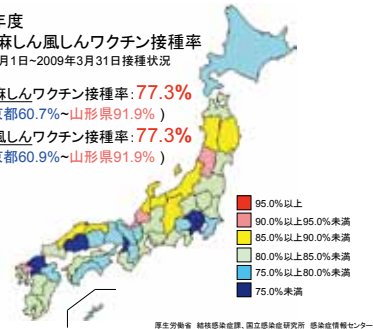 年度
麻しん風しんワクチン接種率
月1日~2009年3月31日接種状況
麻しんワクチン接種率:77.3%
京都60.7%~山形県91.9% )
風しんワクチン接種率:77.3%
京都60.9%~山形県91.9% )
95.0%以上
90.0%以上95.0%未満
85.0%以上90.0%未満
80.0%以上85.0%未満
75.0%以上80.0%未満
75.0%未満
厚生労働省 結核感染症課、国立感染症研究所 感染症情報センター